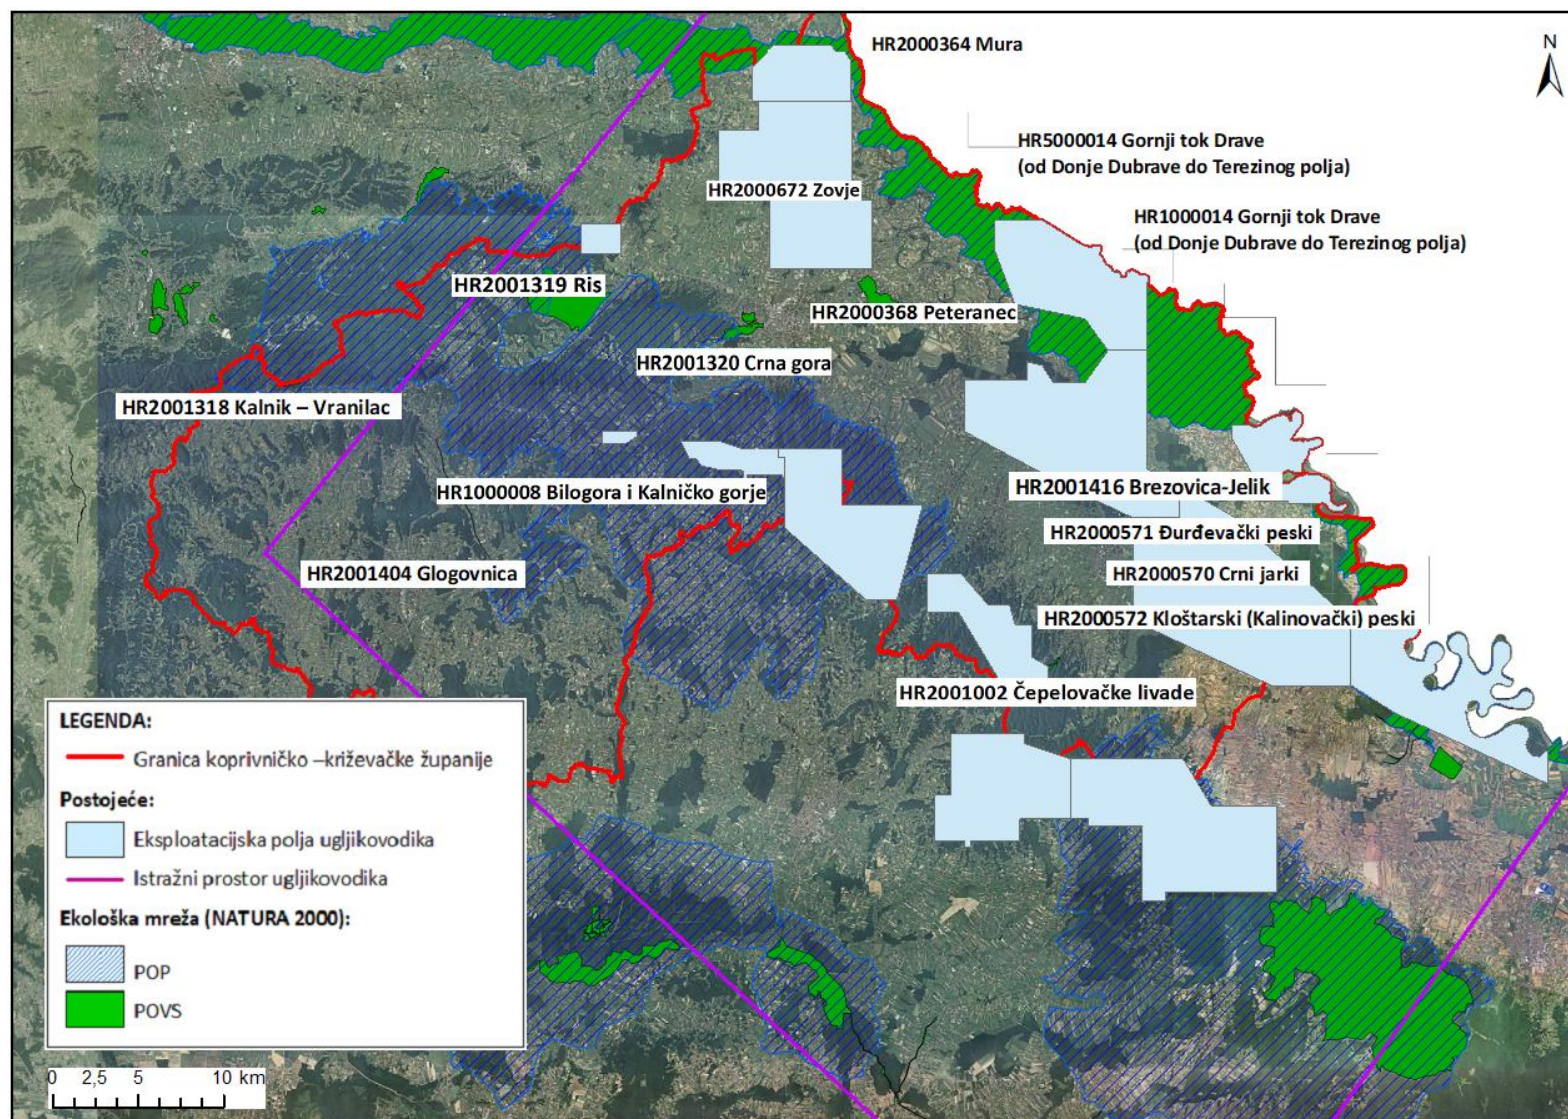 HR2000364 Mura
N
HR5000014 Gornji tok Drave
(od Donje Dubrave do Terezinog polja)
HR2000672 Zovje
HR1000014 Gornji tok Drave
(od Donje Dubrave do Terezinog polja)
HR2001319 Ris
HR2000368 Peteranec
HR2001320 Crna gora
HR2001318 Kalnik – Vranilac
HR1000008 Bilogora i Kalničko gorje
HR2001416 Brezovica-Jelik
HR2000571 Đurđevački peski
HR2001404 Glogovnica
HR2000570 Crni jarki
HR2000572 Kloštarski (Kalinovački) peski
HR2001002 Čepelovačke livade
LEGENDA:
Granica koprivničko –križevačke županije
Postojeće:
Eksploatacijska polja ugljikovodika
Istražni prostor ugljikovodika
Ekološka mreža (NATURA 2000):
POP
POVS
0 2,5 5 10 km